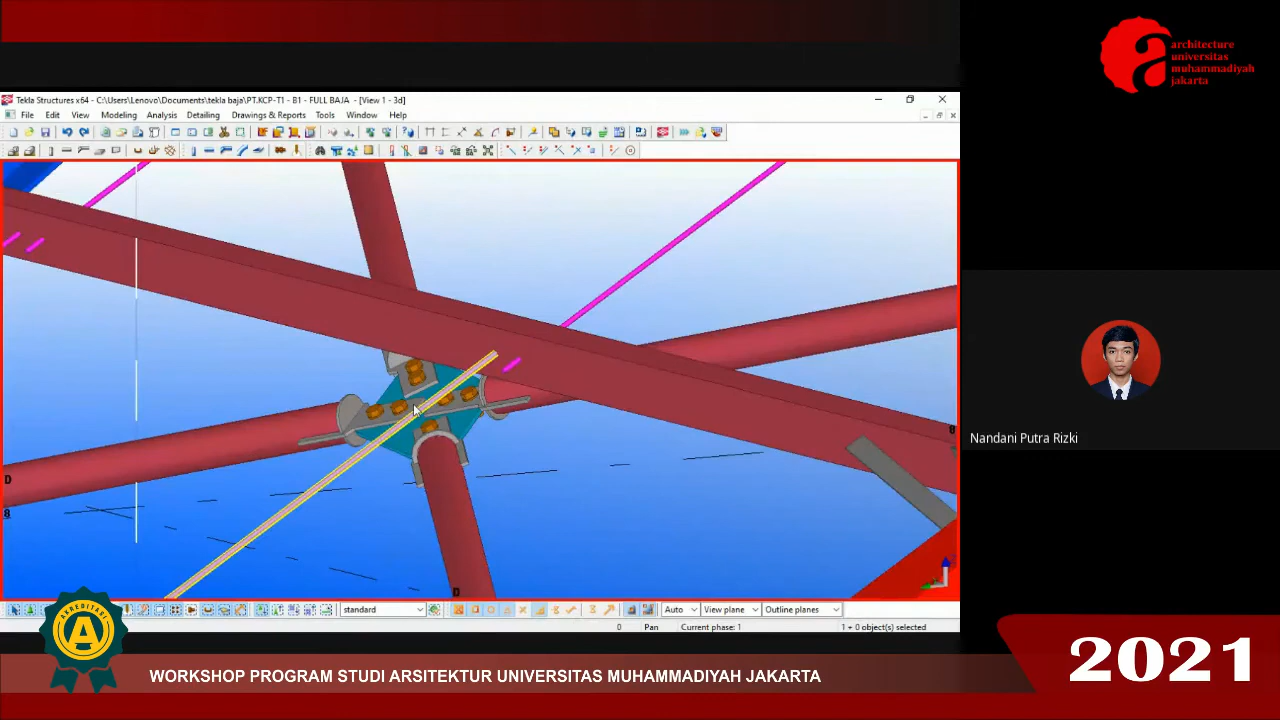 architecture
universitas
muhammadiyah
jakarta
Tekla Structures x64 - C:\Users\Lenovo\Documents\tekla baja\PT.KCP-T1 - B1 - FULL BAJA - [View 1 - 3d]
File Edit View Modeling Analysis Detailing Drawings & Reports Tools Window Help
D
8
8
D
Nandani Putra Rizki
standard
Auto
View plane
Outline planes
0 Pan Current phase: 1 1 + 0 object(s) selected
AKREDITASI
A
WORKSHOP PROGRAM STUDI ARSITEKTUR UNIVERSITAS MUHAMMADIYAH JAKARTA
2021